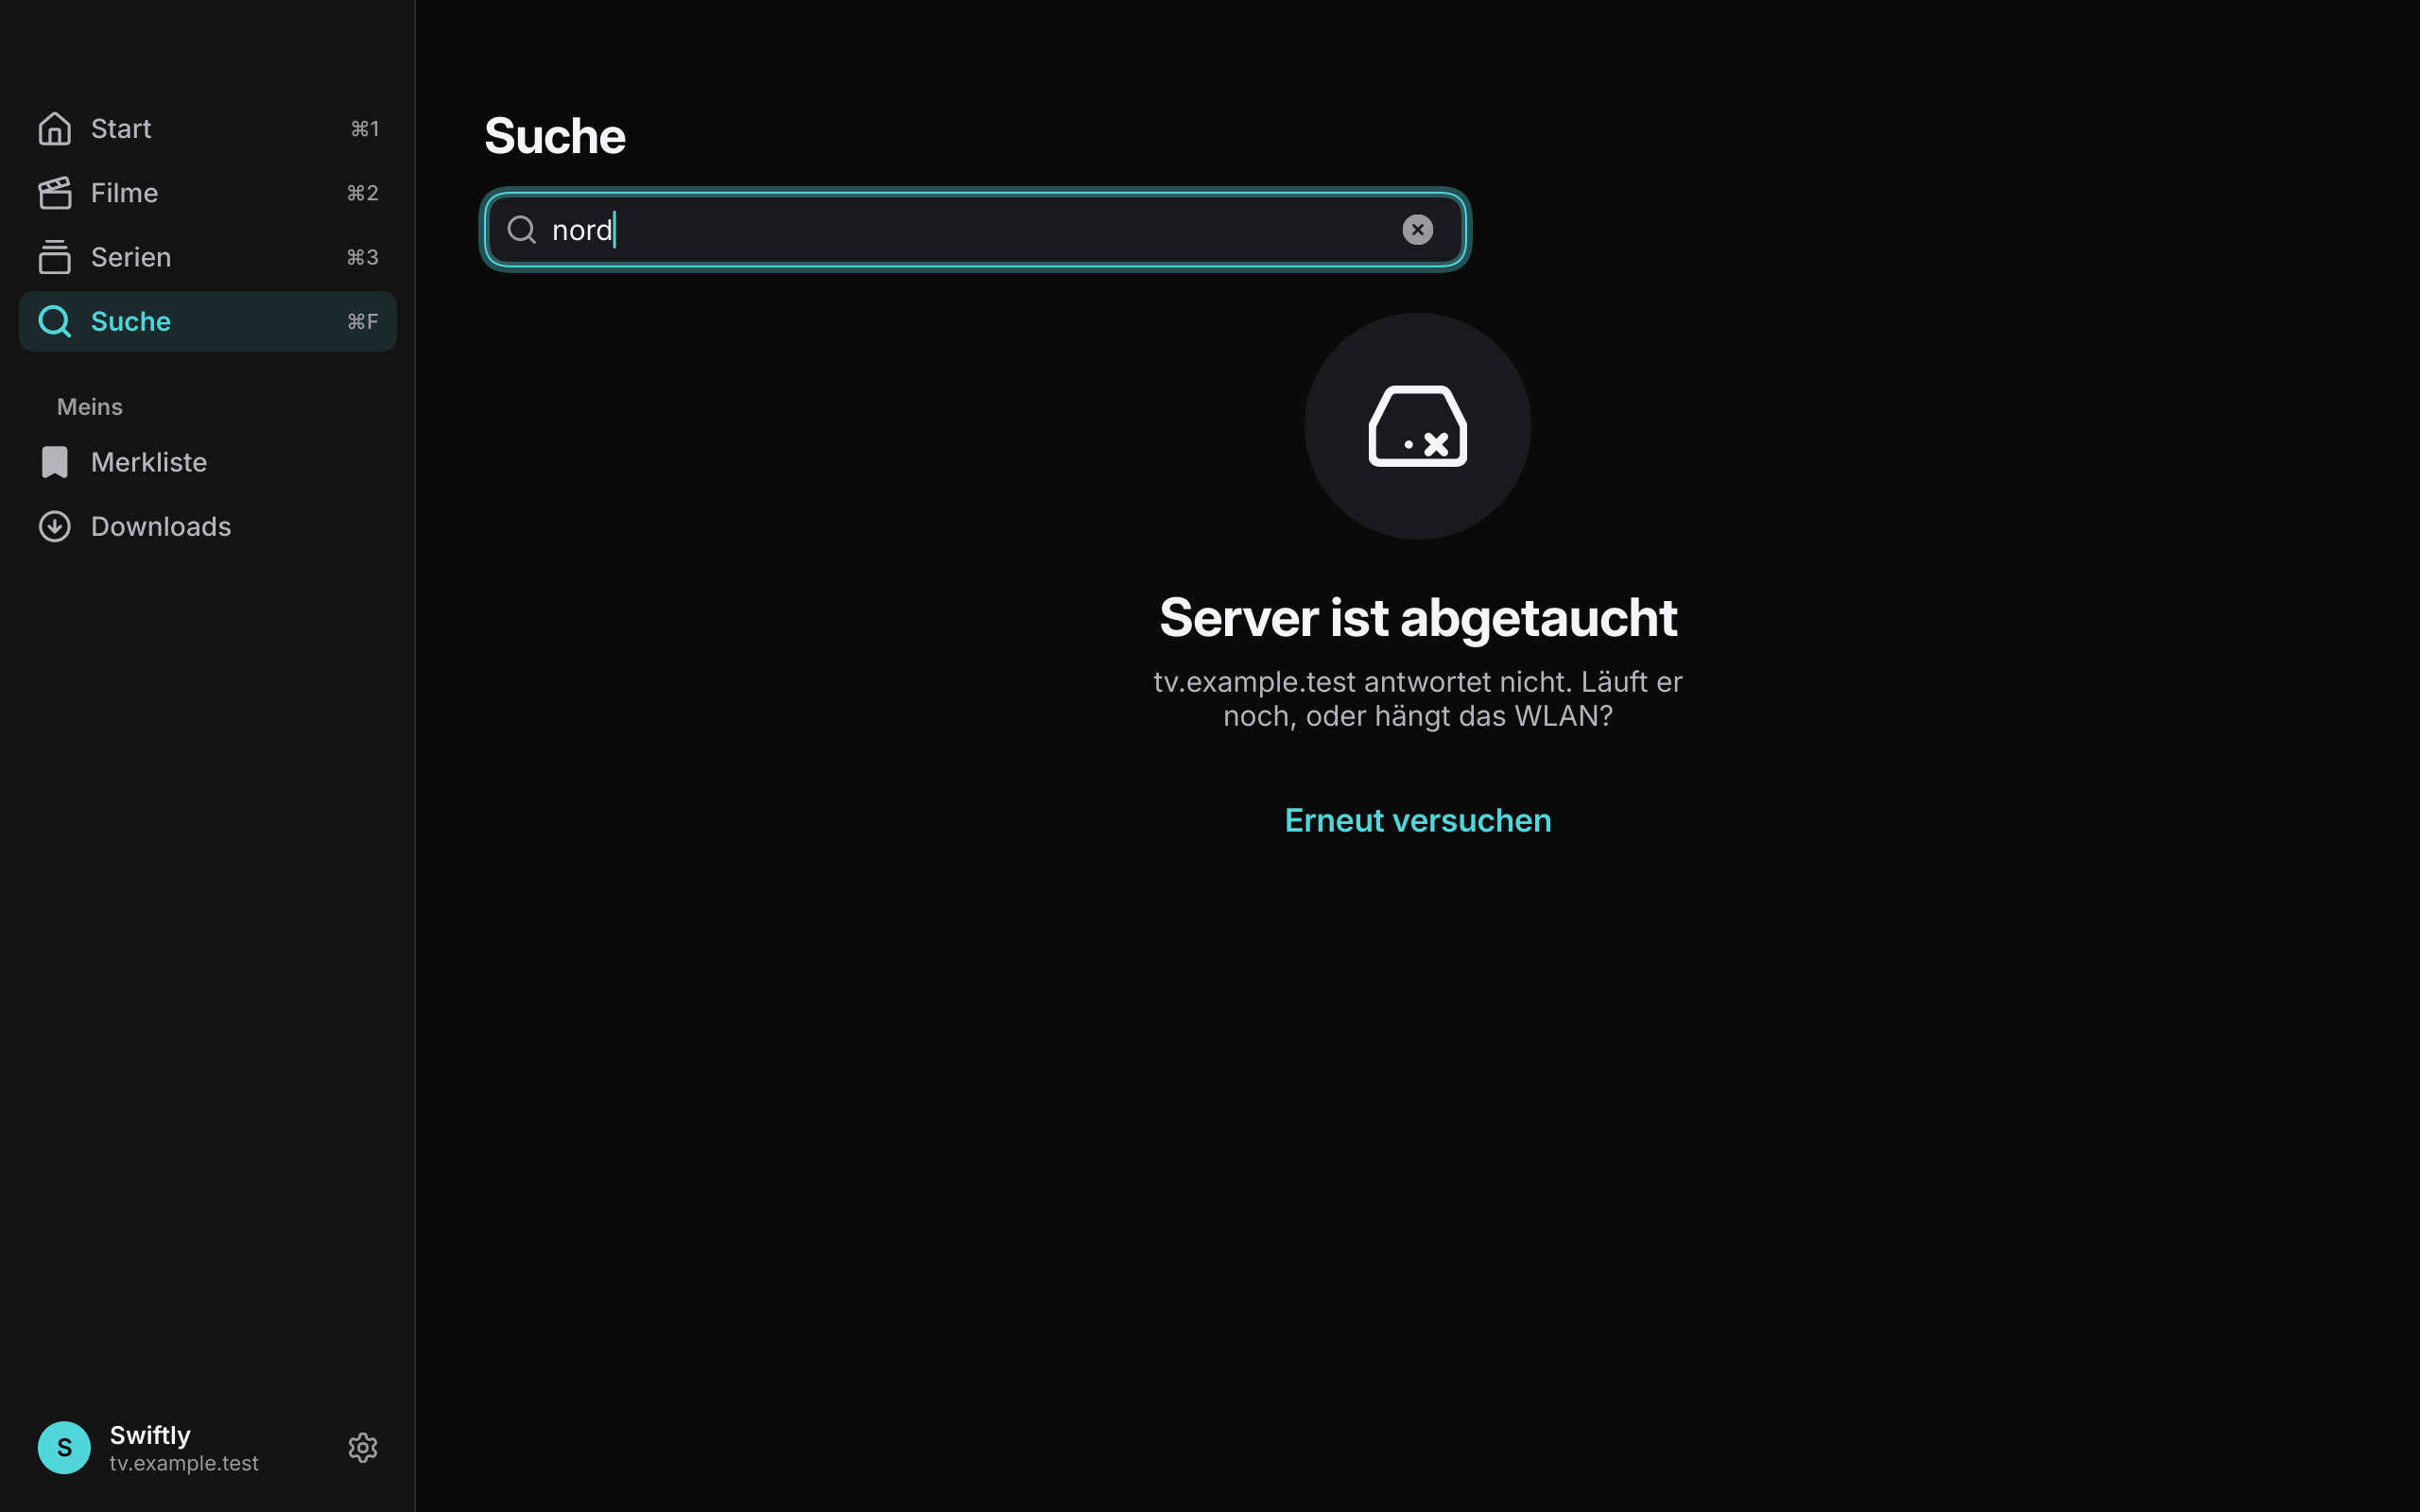 Start ⌘1
Filme ⌘2
Serien ⌘3
Suche ⌘F
Meins
Merkliste
Downloads
S
Swiftly
tv.example.test
Suche
nord
Server ist abgetaucht
tv.example.test antwortet nicht. Läuft er
noch, oder hängt das WLAN?
Erneut versuchen